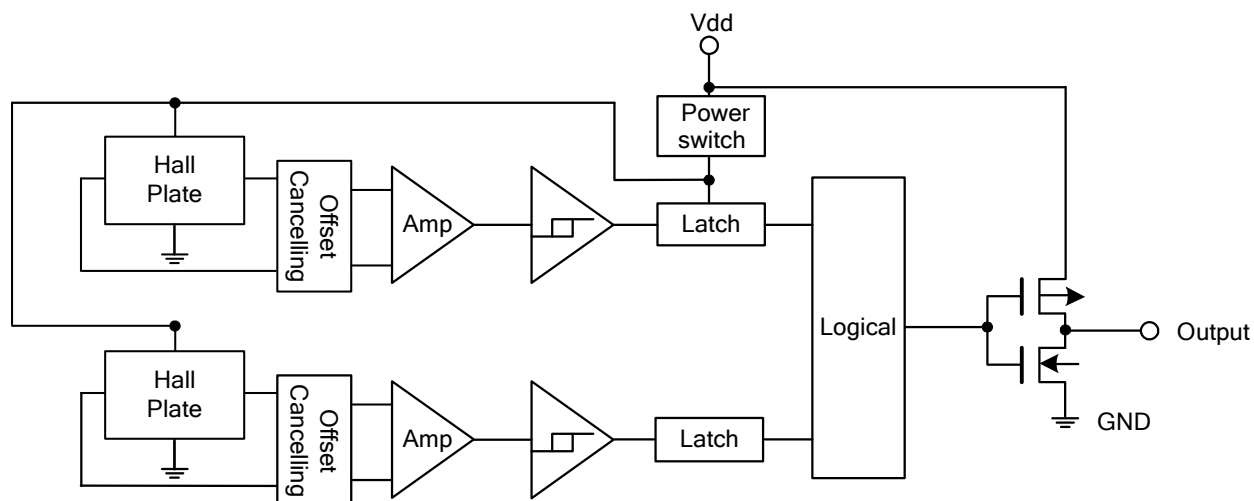 Vdd
Power
switch
Hall
Plate
Offset
Cancelling
Amp
Latch
Logical
Output
GND
Hall
Plate
Offset
Cancelling
Amp
Latch